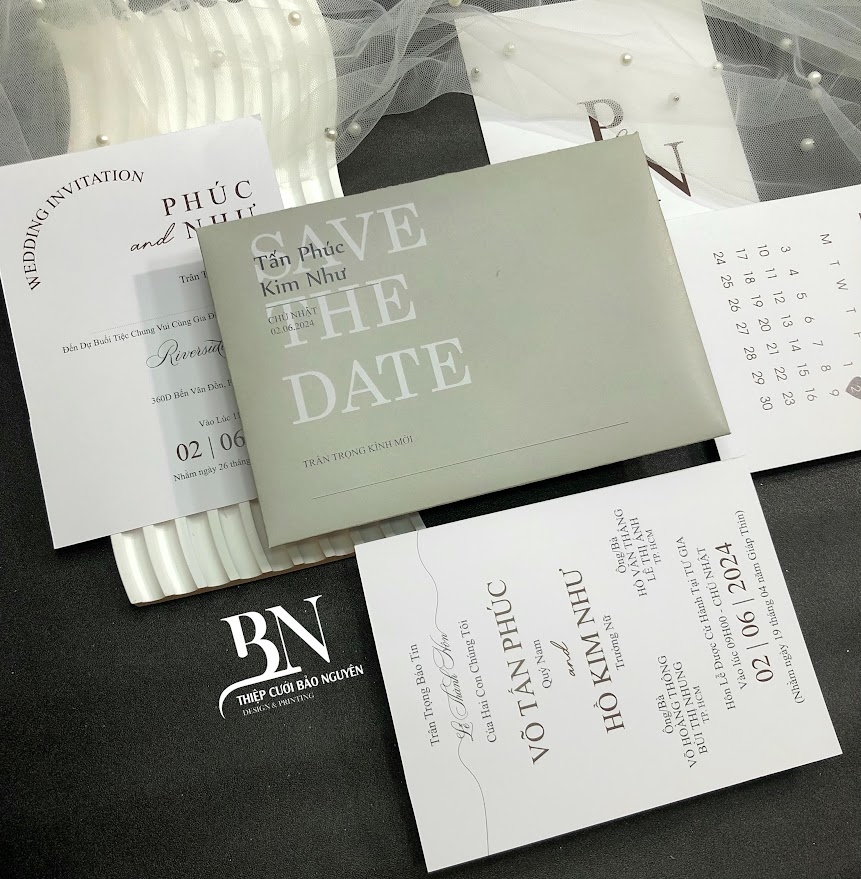 WEDDING INVITATION
PHÚC
and NHƯ
Trân T
Đến Dự Buổi Tiệc Chung Vui Cùng Gia Đ
Riversid
360D Bến Vân Đồn, P
Vào Lúc 1
02 | 06
Nhằm ngày 26 tháng
SAVE
THE
DATE
Tấn Phúc
Kim Như
CHỦ NHẬT
02.06.2024
TRÂN TRỌNG KÍNH MỜI
P
&
N
M T W T F
1
3 4 5 6 7 8 9
10 11 12 13 14 15 16
17 18 19 20 21 22 23
24 25 26 27 28 29 30
Trân Trọng Báo Tin
Lễ Thành Hôn
Của Hai Con Chúng Tôi
VÕ TẤN PHÚC
Quý Nam
and
HỒ KIM NHƯ
Trưởng Nữ
Ông/Bà
VÕ HOÀNG THÔNG
BÙI THỊ NHUNG
TP HCM
Ông/Bà
HỒ VĂN THẮNG
LÊ THỊ ÁNH
TP. HCM
Hôn Lễ Được Cử Hành Tại TƯ GIA
Vào lúc 09H00 - CHỦ NHẬT
02 | 06 | 2024
(Nhằm ngày 19 tháng 04 năm Giáp Thìn)
BN
THIỆP CƯỚI BẢO NGUYÊN
DESIGN & PRINTING